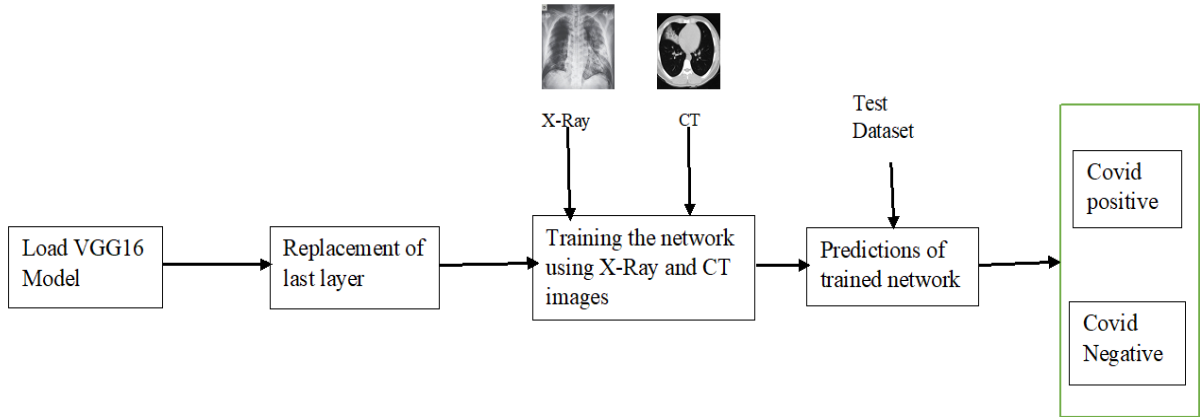 X-Ray
CT
Test
Dataset
Load VGG16
Model
Replacement of
last layer
Training the network
using X-Ray and CT
images
Predictions of
trained network
Covid
positive
Covid
Negative